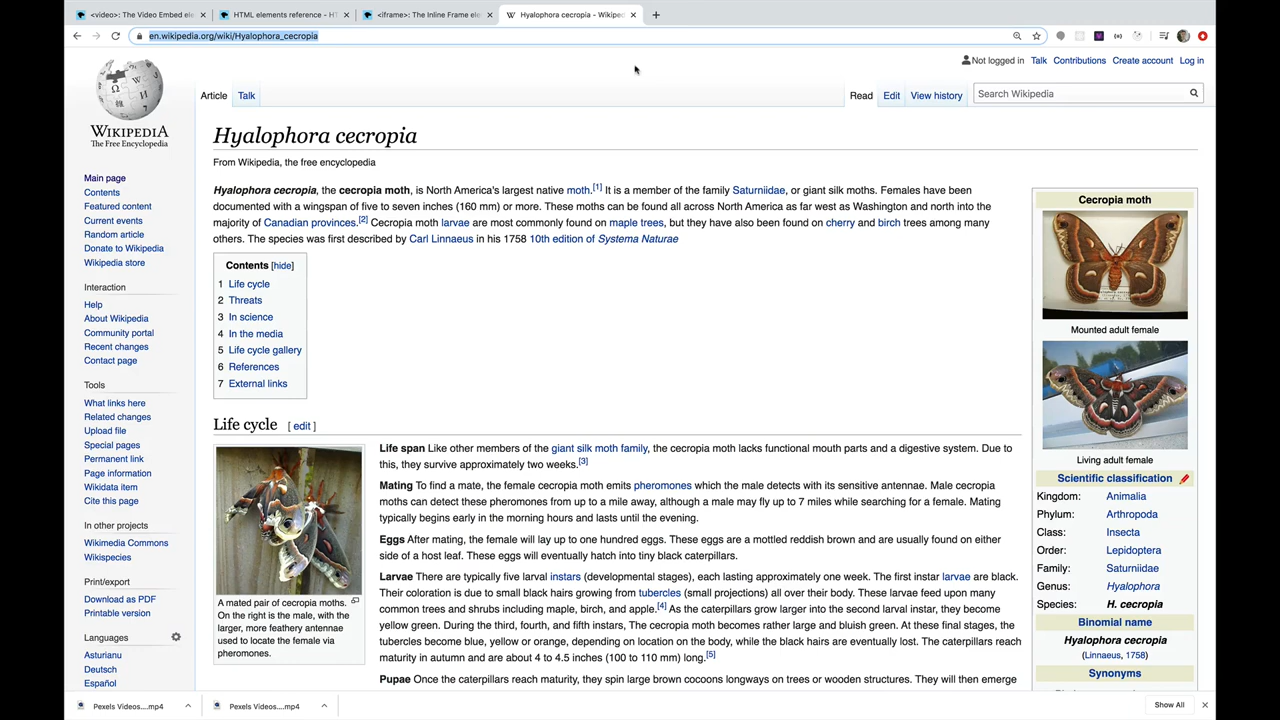 <video>: The Video Embed ele
HTML elements reference - HT
<iframe>: The Inline Frame ele
Hyalophora cecropia - Wikiped
en.wikipedia.org/wiki/Hyalophora_cecropia
Not logged in Talk Contributions Create account Log in
Article Talk Read Edit View history Search Wikipedia
WIKIPEDIA
The Free Encyclopedia
Main page
Contents
Featured content
Current events
Random article
Donate to Wikipedia
Wikipedia store
Interaction
Help
About Wikipedia
Community portal
Recent changes
Contact page
Tools
What links here
Related changes
Upload file
Special pages
Permanent link
Page information
Wikidata item
Cite this page
In other projects
Wikimedia Commons
Wikispecies
Print/export
Download as PDF
Printable version
Languages
Asturianu
Deutsch
Español
Hyalophora cecropia
From Wikipedia, the free encyclopedia
Hyalophora cecropia, the cecropia moth, is North America's largest native moth.[1] It is a member of the family Saturniidae, or giant silk moths. Females have been
documented with a wingspan of five to seven inches (160 mm) or more. These moths can be found all across North America as far west as Washington and north into the
majority of Canadian provinces.[2] Cecropia moth larvae are most commonly found on maple trees, but they have also been found on cherry and birch trees among many
others. The species was first described by Carl Linnaeus in his 1758 10th edition of Systema Naturae
Contents [hide]
1 Life cycle
2 Threats
3 In science
4 In the media
5 Life cycle gallery
6 References
7 External links
Life cycle [ edit ]
A mated pair of cecropia moths.
On the right is the male, with the
larger, more feathery antennae
used to locate the female via
pheromones.
Life span Like other members of the giant silk moth family, the cecropia moth lacks functional mouth parts and a digestive system. Due to
this, they survive approximately two weeks.[3]
Mating To find a mate, the female cecropia moth emits pheromones which the male detects with its sensitive antennae. Male cecropia
moths can detect these pheromones from up to a mile away, although a male may fly up to 7 miles while searching for a female. Mating
typically begins early in the morning hours and lasts until the evening.
Eggs After mating, the female will lay up to one hundred eggs. These eggs are a mottled reddish brown and are usually found on either
side of a host leaf. These eggs will eventually hatch into tiny black caterpillars.
Larvae There are typically five larval instars (developmental stages), each lasting approximately one week. The first instar larvae are black.
Their coloration is due to small black hairs growing from tubercles (small projections) all over their body. These larvae feed upon many
common trees and shrubs including maple, birch, and apple.[4] As the caterpillars grow larger into the second larval instar, they become
yellow green. During the third, fourth, and fifth instars, The cecropia moth becomes rather large and bluish green. At these final stages, the
tubercles become blue, yellow or orange, depending on location on the body, while the black hairs are eventually lost. The caterpillars reach
maturity in autumn and are about 4 to 4.5 inches (100 to 110 mm) long.[5]
Pupae Once the caterpillars reach maturity, they spin large brown cocoons longways on trees or wooden structures. They will then emerge
Cecropia moth
Mounted adult female
Living adult female
Scientific classification
Kingdom: Animalia
Phylum: Arthropoda
Class: Insecta
Order: Lepidoptera
Family: Saturniidae
Genus: Hyalophora
Species: H. cecropia
Binomial name
Hyalophora cecropia
(Linnaeus, 1758)
Synonyms
Pexels Videos....mp4
Pexels Videos....mp4
Show All